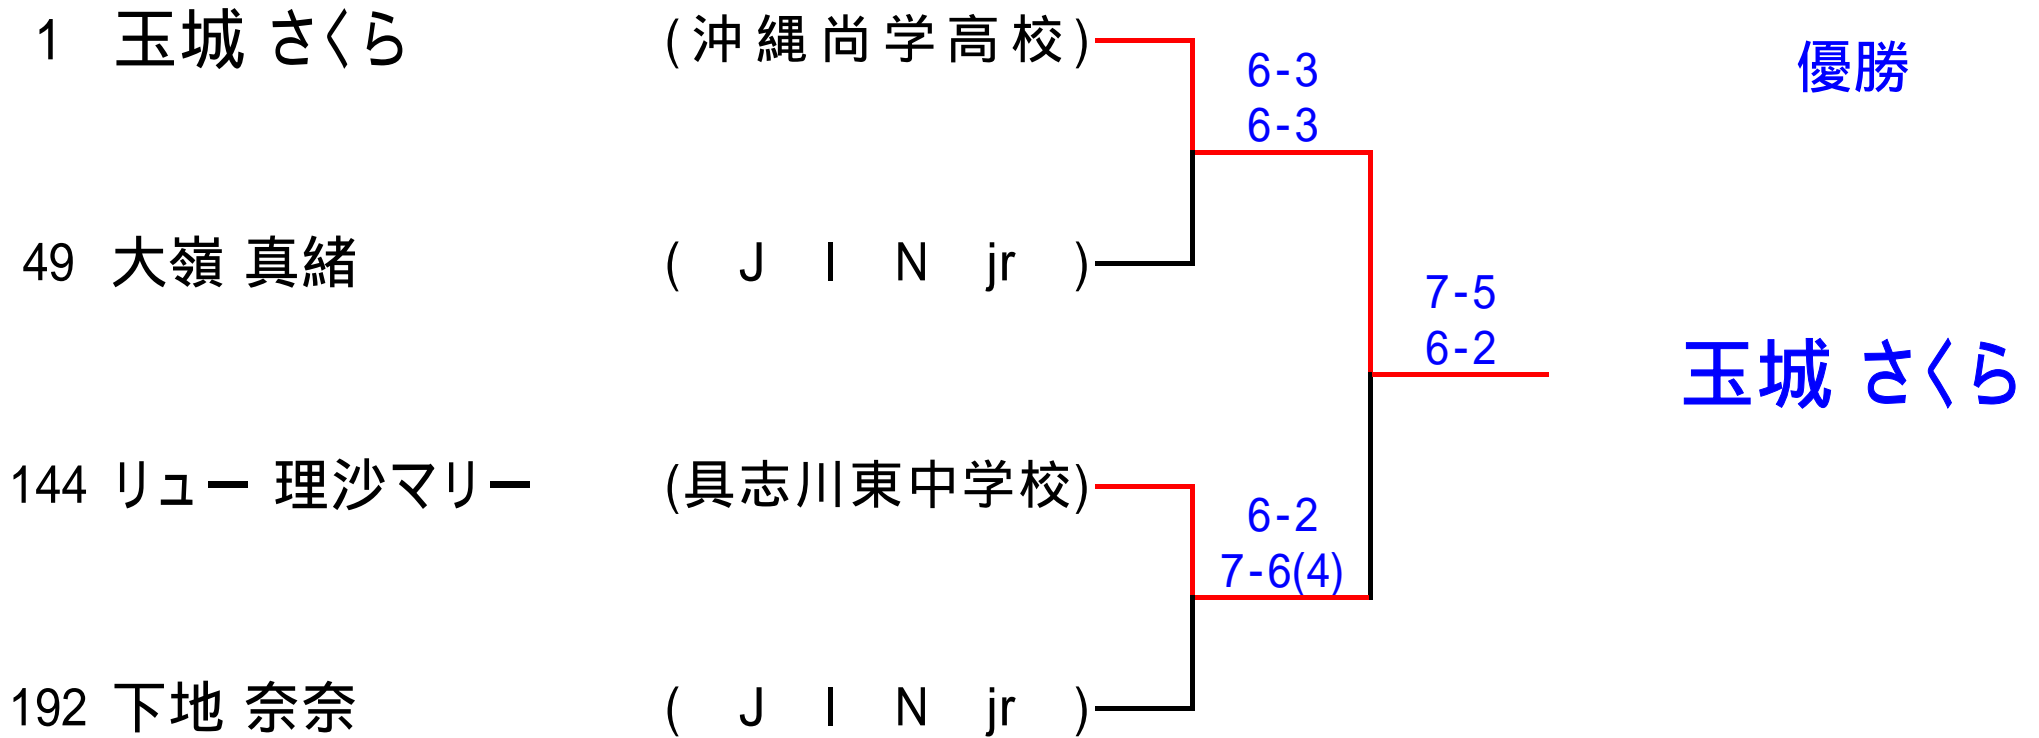 1 玉城 さくら (沖縄尚学高校)
6-3
6-3
優勝
49 大嶺 真緒 (JINjr)
7-5
6-2
玉城 さくら
144 リュー 理沙マリー (具志川東中学校)
6-2
7-6(4)
192 下地 奈奈 (JINjr)